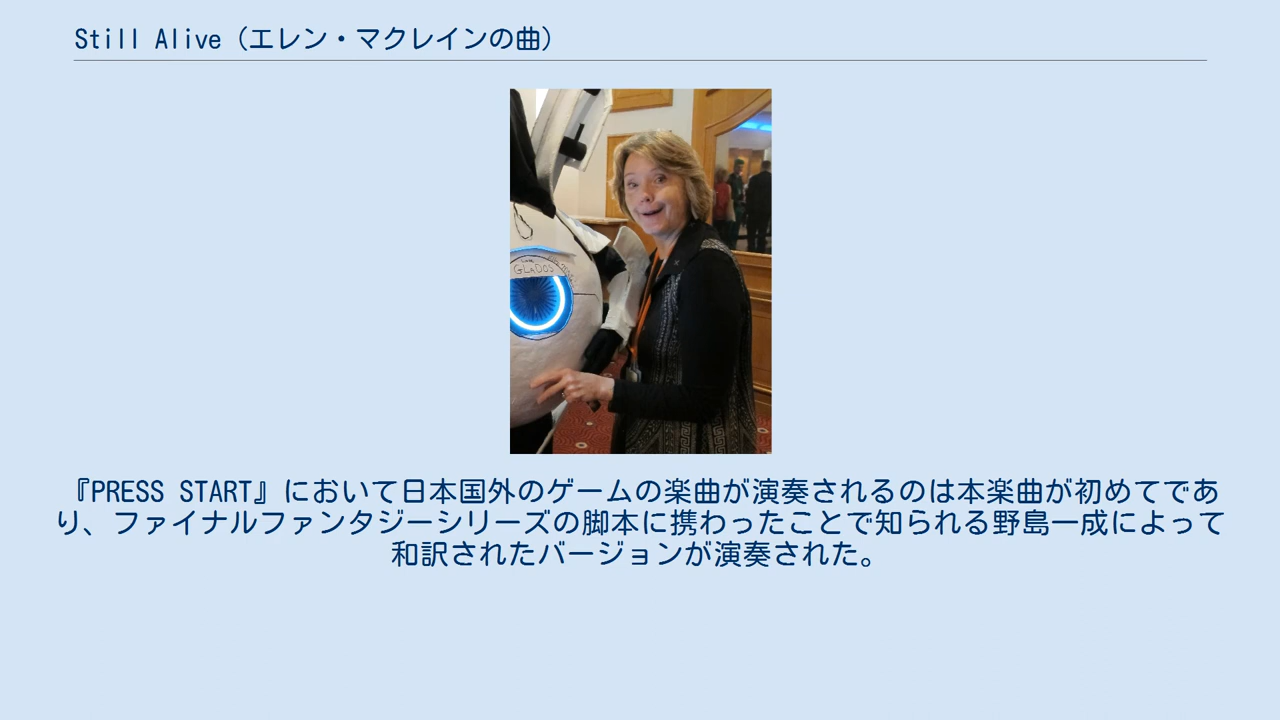 Still Alive（エレン・マクレインの曲）
GLaDOS
『PRESS START』において日本国外のゲームの楽曲が演奏されるのは本楽曲が初めてであ
り、ファイナルファンタジーシリーズの脚本に携わったことで知られる野島一成によって
和訳されたバージョンが演奏された。